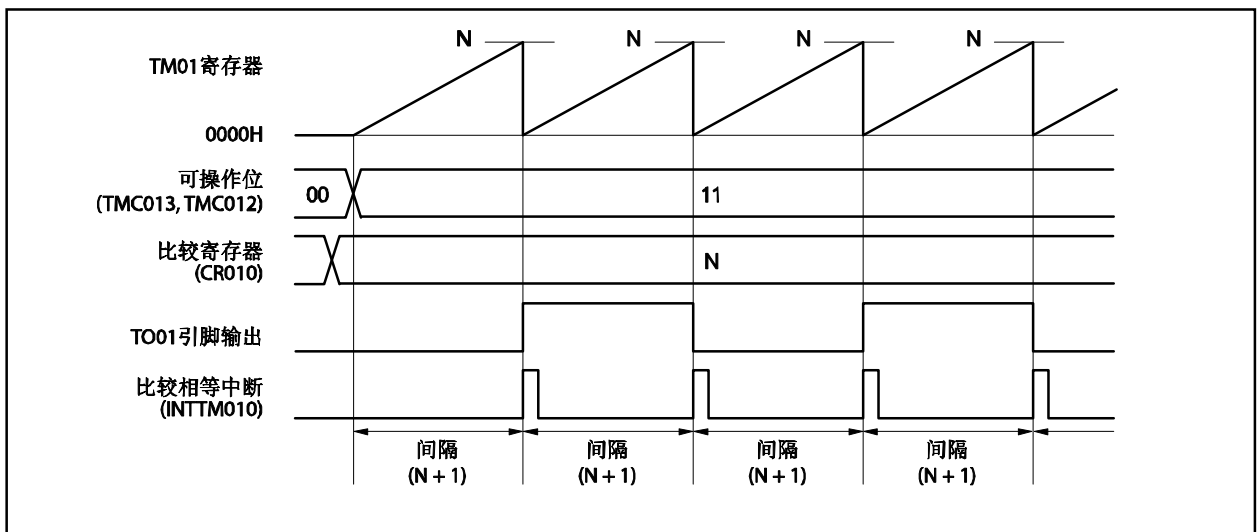 N N N N
TM01寄存器
0000H
可操作位
(TMC013, TMC012)
00 11
比较寄存器
(CR010)
N
TO01引脚输出
比较相等中断
(INTTM010)
间隔 间隔 间隔 间隔
(N + 1) (N + 1) (N + 1) (N + 1)